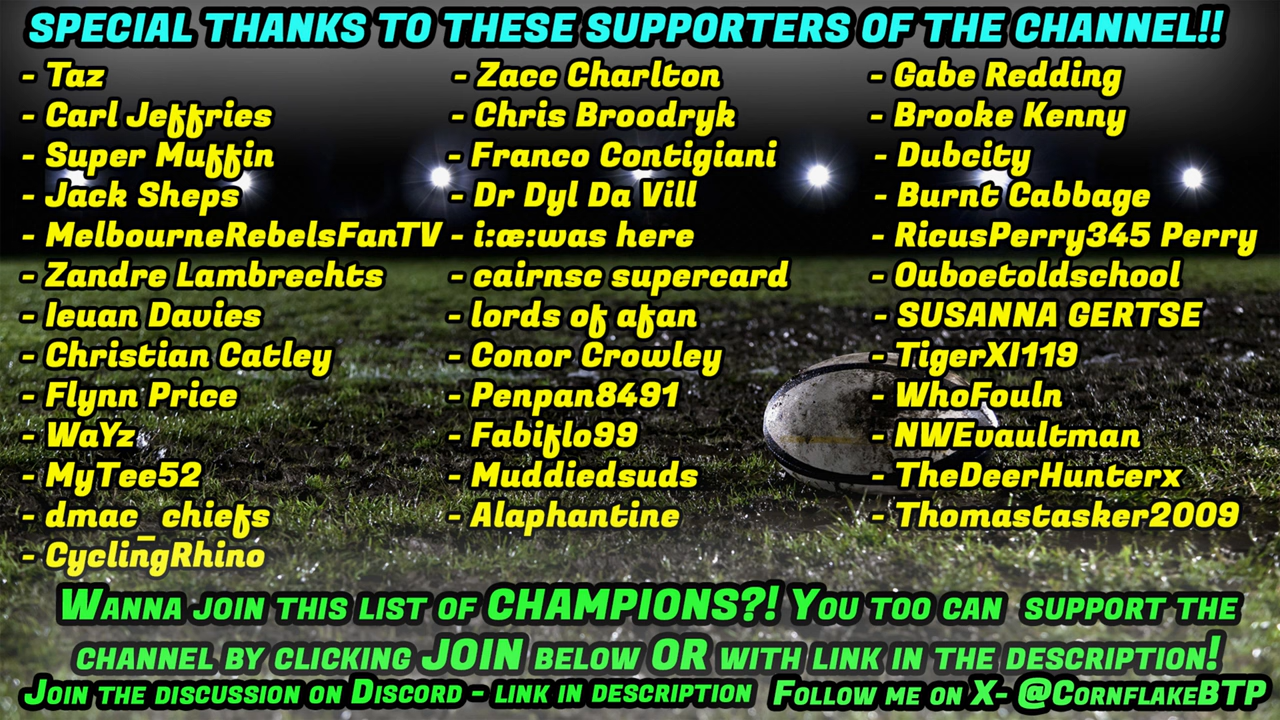 SPECIAL THANKS TO THESE SUPPORTERS OF THE CHANNEL!!
- Taz
- Carl Jeffries
- Super Muffin
- Jack Sheps
- MelbourneRebelsFanTV
- Zandre Lambrechts
- Ieuan Davies
- Christian Catley
- Flynn Price
- WaYz
- MyTee52
- dmac_chiefs
- CyclingRhino
- Zacc Charlton
- Chris Broodryk
- Franco Contigiani
- Dr Dyl Da Vill
- i:æ:was here
- cairnsc supercard
- lords of afan
- Conor Crowley
- Penpan8491
- Fabiflo99
- Muddiedsuds
- Alaphantine
- Gabe Redding
- Brooke Kenny
- Dubcity
- Burnt Cabbage
- RicusPerry345 Perry
- Ouboetoldschool
- SUSANNA GERTSE
- TigerXI119
- WhoFouln
- NWEvaultman
- TheDeerHunterx
- Thomastasker2009
WANNA JOIN THIS LIST OF CHAMPIONS?! YOU TOO CAN SUPPORT THE
CHANNEL BY CLICKING JOIN BELOW OR WITH LINK IN THE DESCRIPTION!
JOIN THE DISCUSSION ON DISCORD - LINK IN DESCRIPTION FOLLOW ME ON X- @CORNFLAKEBTP